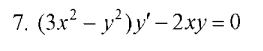 7. (3x² – y²)y′ – 2xy = 0